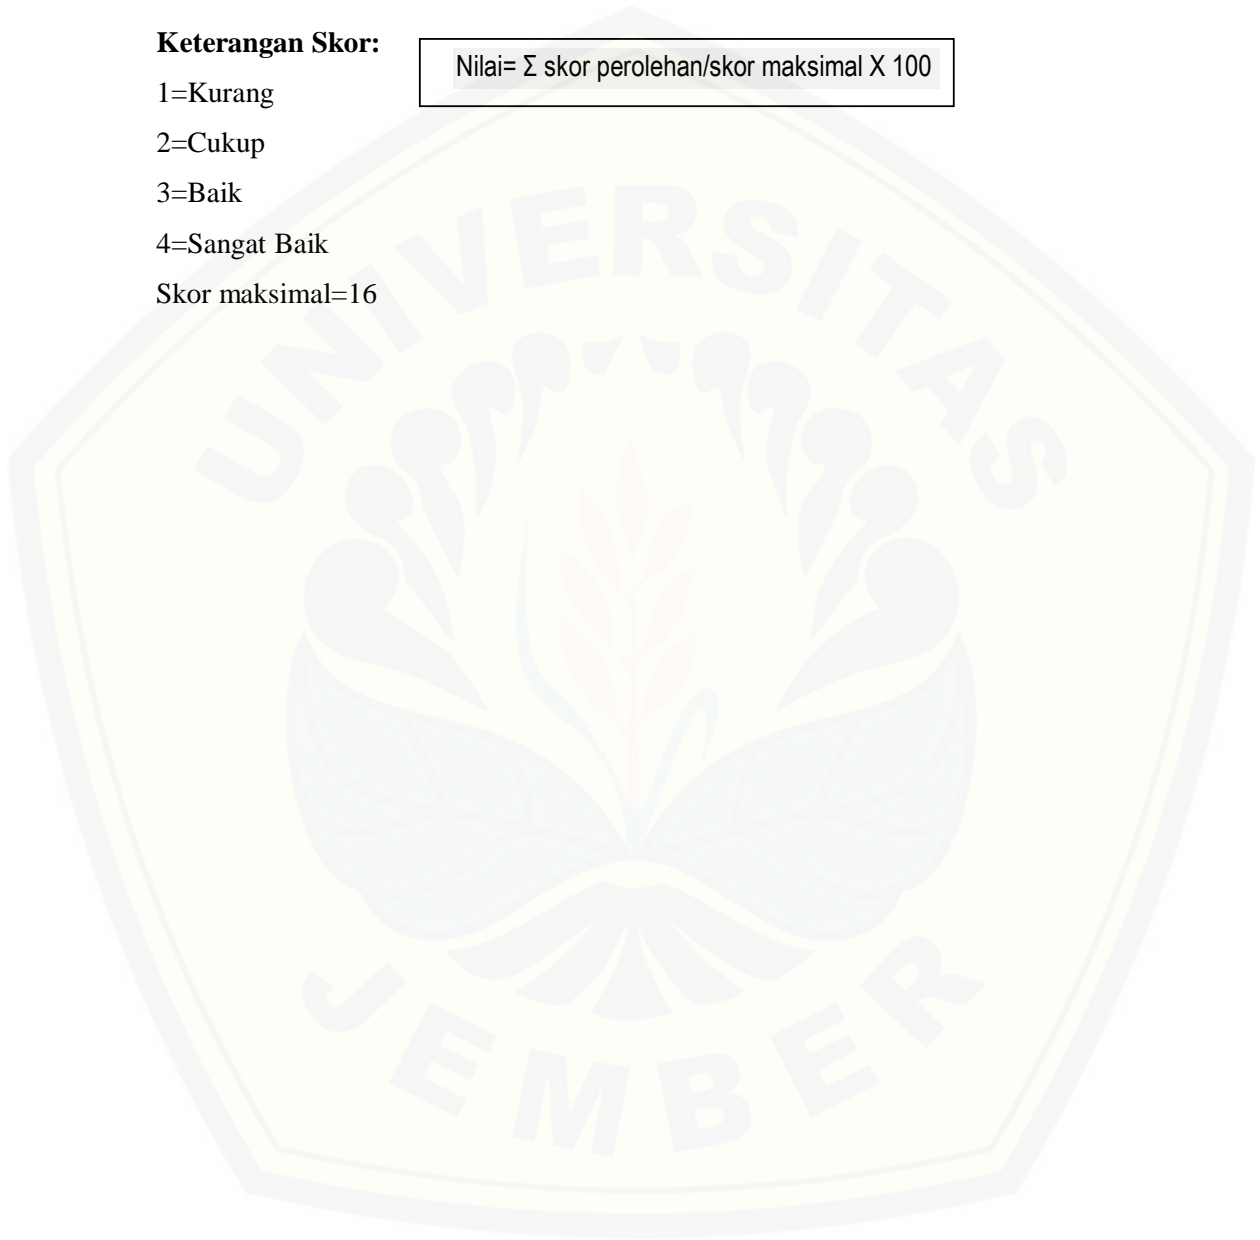 Keterangan Skor:
Nilai= Σ skor perolehan/skor maksimal X 100
1=Kurang
2=Cukup
3=Baik
4=Sangat Baik
Skor maksimal=16
UNIVERSITAS
JEMBER